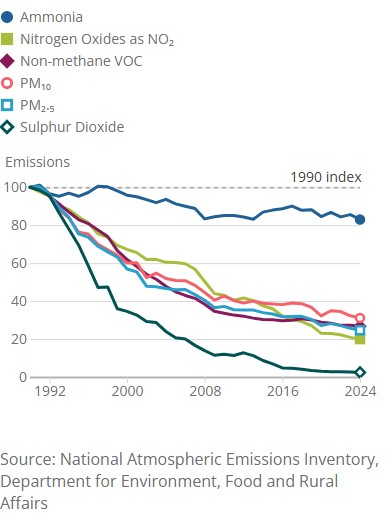 Ammonia
Nitrogen Oxides as NO₂
Non-methane VOC
PM₁₀
PM₂.₅
Sulphur Dioxide
Emissions
1990 index
100
80
60
40
20
0
1992 2000 2008 2016 2024
Source: National Atmospheric Emissions Inventory,
Department for Environment, Food and Rural
Affairs